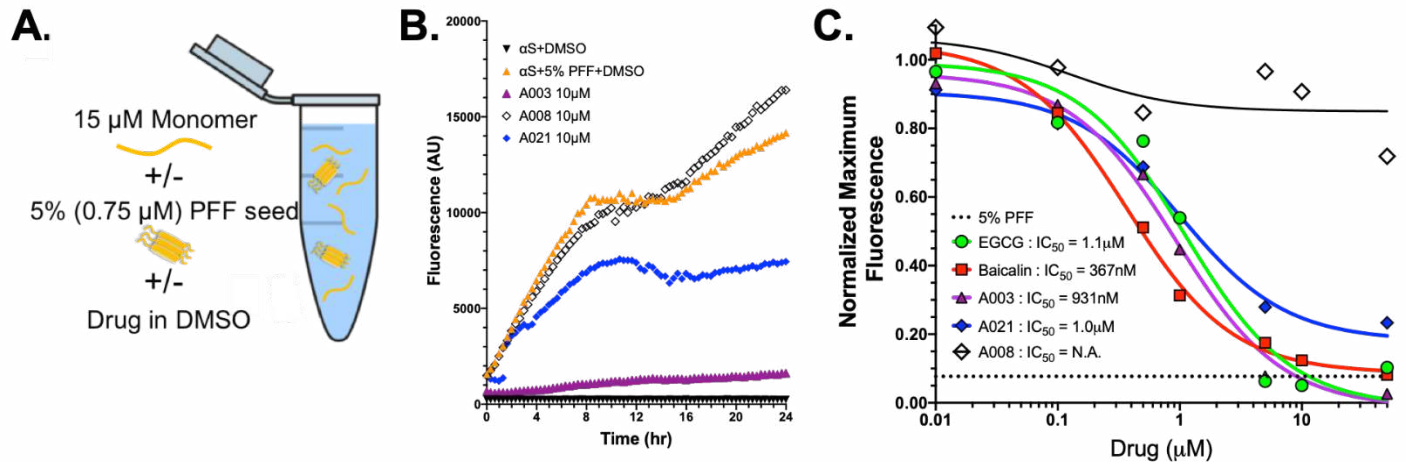 A.
15 μM Monomer
+/-
5% (0.75 μM) PFF seed
+/-
Drug in DMSO
B.
Fluorescence (AU)
20000
15000
10000
5000
0
αS+DMSO
αS+5% PFF+DMSO
A003 10μM
A008 10μM
A021 10μM
0 4 8 12 16 20 24
Time (hr)
C.
Normalized Maximum
Fluorescence
1.00
0.80
0.60
0.40
0.20
0.00
5% PFF
EGCG : IC50 = 1.1μM
Baicalin : IC50 = 367nM
A003 : IC50 = 931nM
A021 : IC50 = 1.0μM
A008 : IC50 = N.A.
0.01 0.1 1 10
Drug (μM)